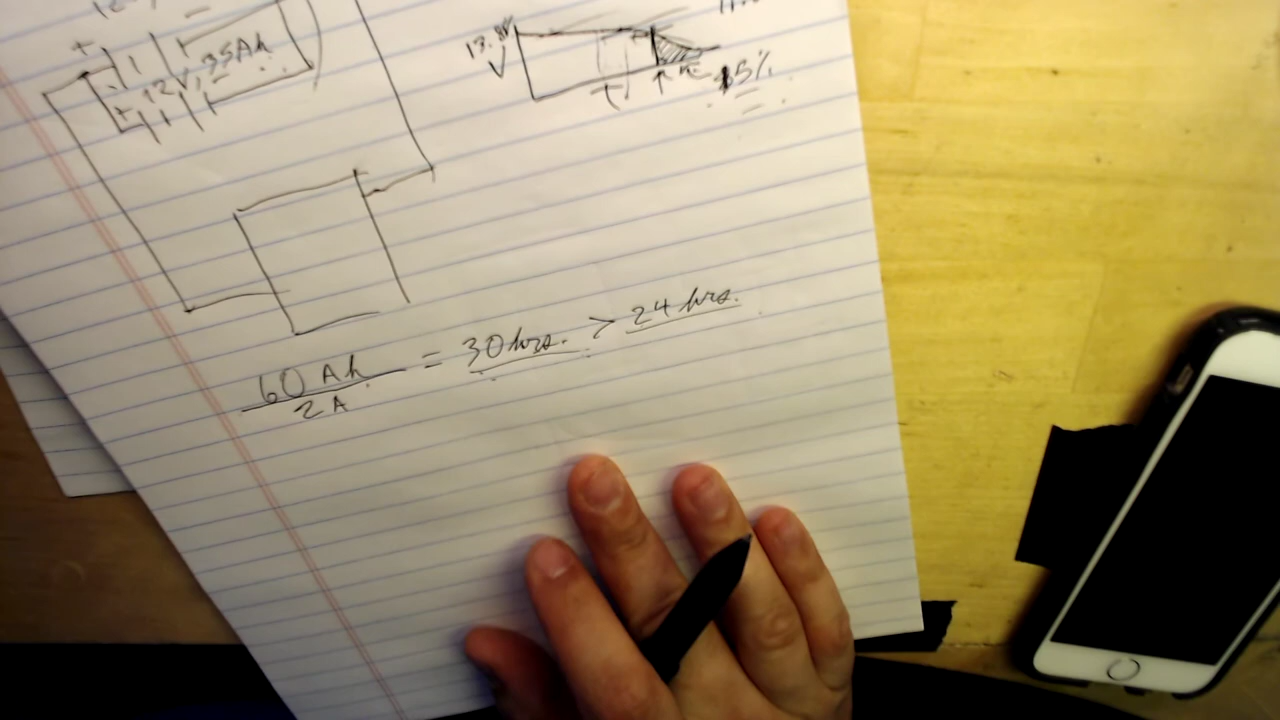 +
12V, 35Ah
13.8V
V
85%
60 Ah / 2 A = 30 hrs. > 24 hrs.